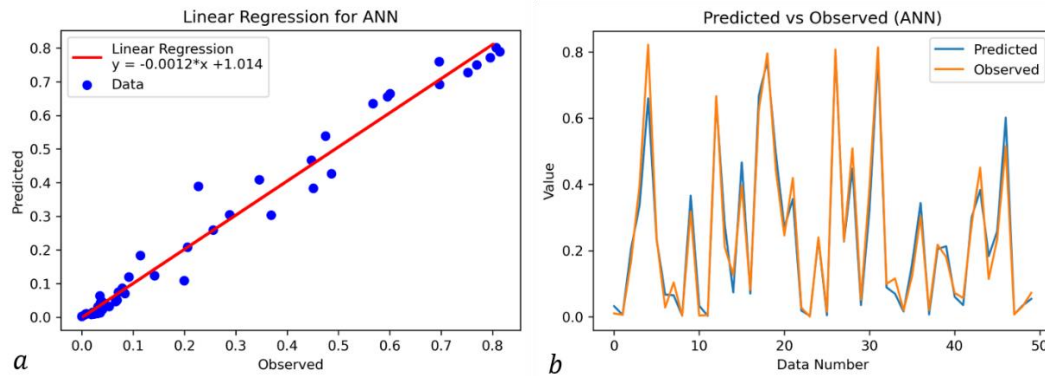 Linear Regression for ANN
Linear Regression
y = -0.0012*x +1.014
Data
0.8
0.7
0.6
0.5
0.4
0.3
0.2
0.1
0.0
Predicted
0.0 0.1 0.2 0.3 0.4 0.5 0.6 0.7 0.8
Observed
a
Predicted vs Observed (ANN)
Predicted
Observed
0.8
0.6
0.4
0.2
0.0
Value
0 10 20 30 40 50
Data Number
b